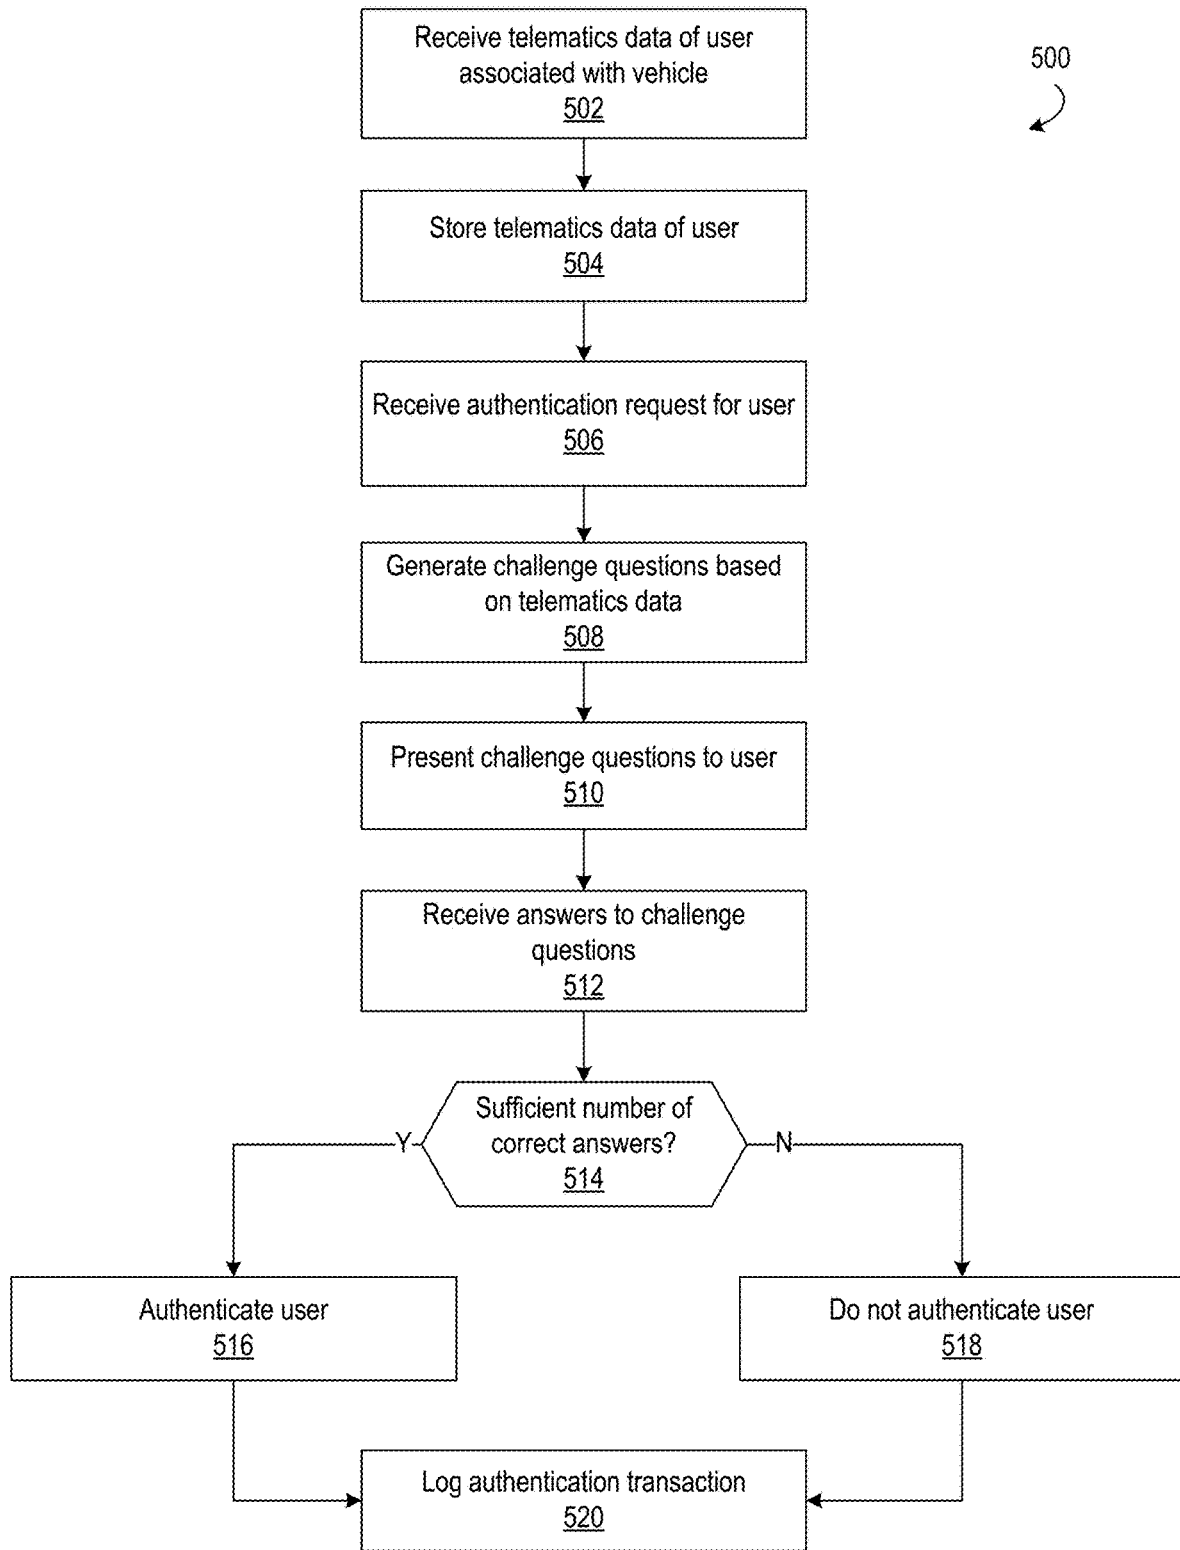 Receive telematics data of user
associated with vehicle
502
500
Store telematics data of user
504
Receive authentication request for user
506
Generate challenge questions based
on telematics data
508
Present challenge questions to user
510
Receive answers to challenge
questions
512
Sufficient number of
correct answers?
514
Y
N
Authenticate user
516
Do not authenticate user
518
Log authentication transaction
520